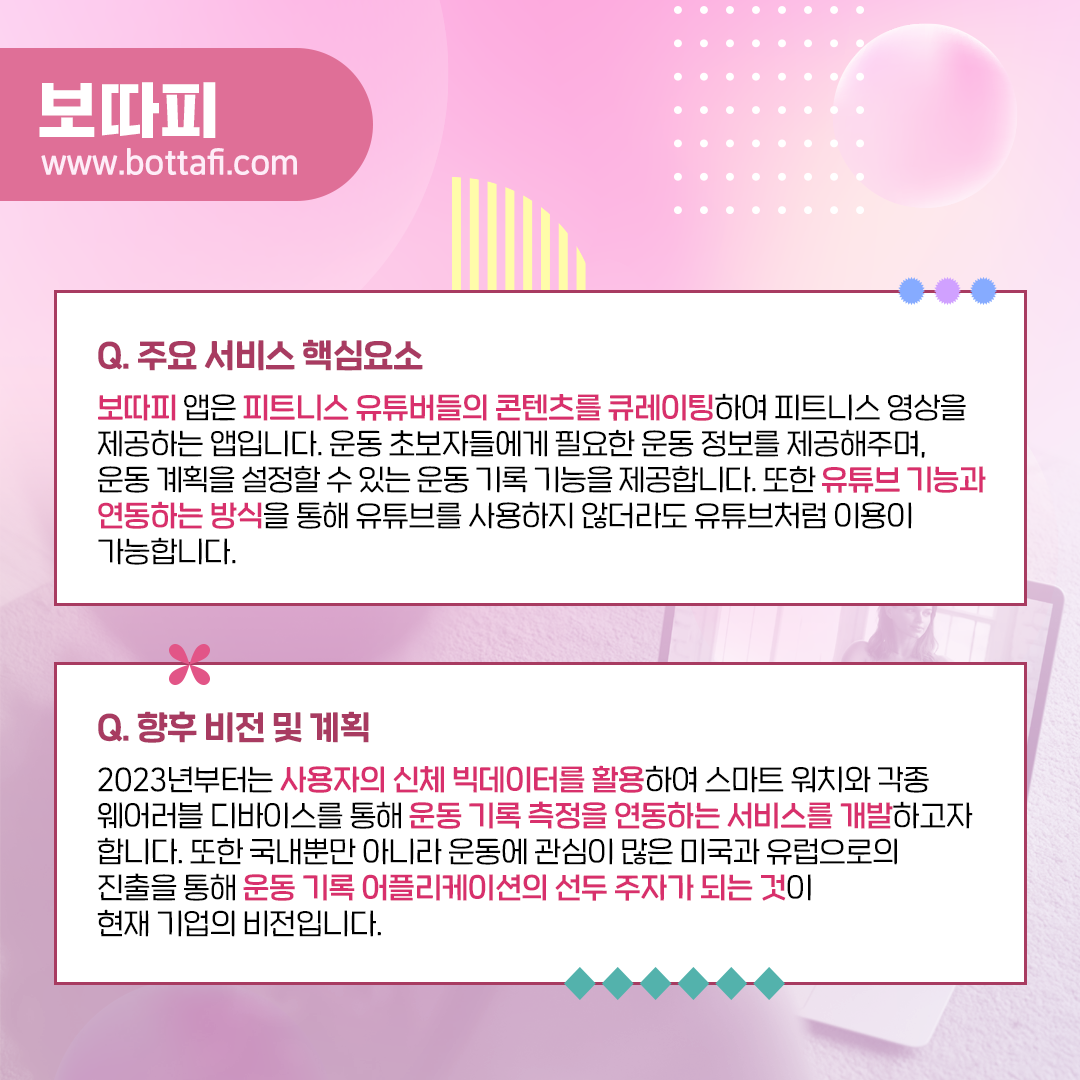 보따피
www.bottafi.com
Q. 주요 서비스 핵심요소
보따피 앱은 피트니스 유튜버들의 콘텐츠를 큐레이팅하여 피트니스 영상을
제공하는 앱입니다. 운동 초보자들에게 필요한 운동 정보를 제공해주며,
운동 계획을 설정할 수 있는 운동 기록 기능을 제공합니다. 또한 유튜브 기능과
연동하는 방식을 통해 유튜브를 사용하지 않더라도 유튜브처럼 이용이
가능합니다.
Q. 향후 비전 및 계획
2023년부터는 사용자의 신체 빅데이터를 활용하여 스마트 워치와 각종
웨어러블 디바이스를 통해 운동 기록 측정을 연동하는 서비스를 개발하고자
합니다. 또한 국내뿐만 아니라 운동에 관심이 많은 미국과 유럽으로의
진출을 통해 운동 기록 어플리케이션의 선두 주자가 되는 것이
현재 기업의 비전입니다.